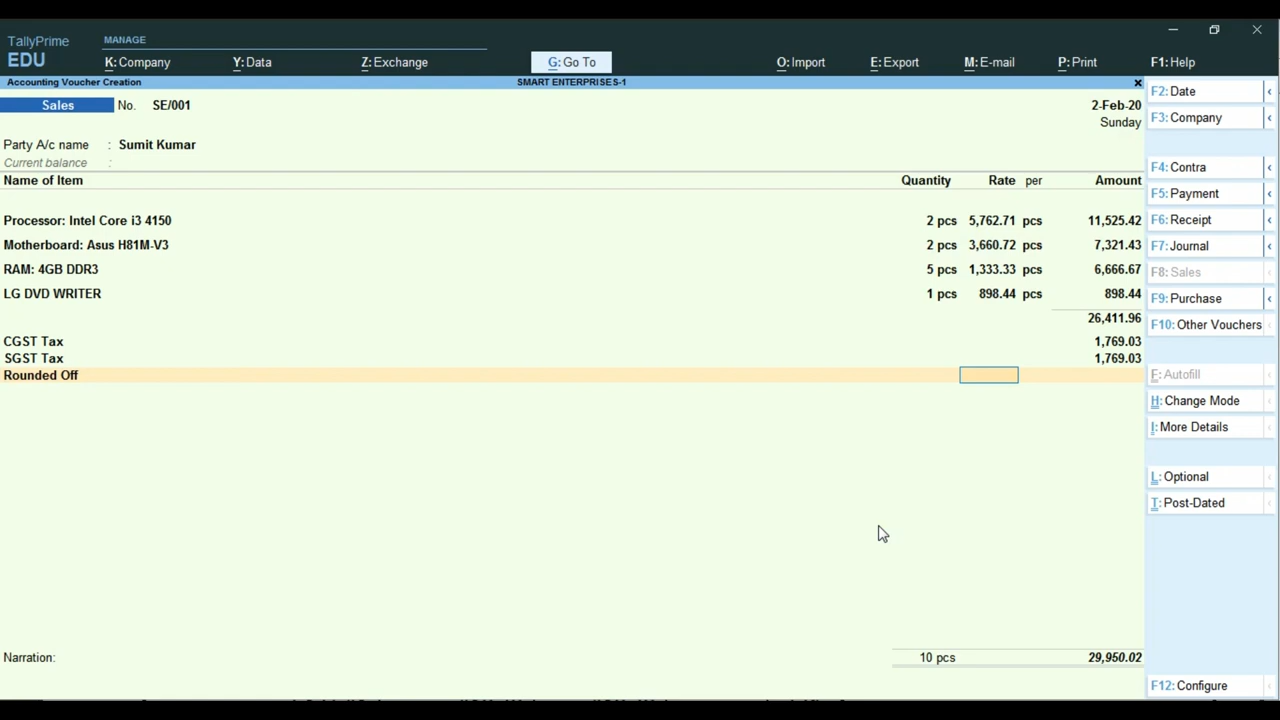 TallyPrime
EDU
MANAGE
K: Company Y: Data Z: Exchange G: Go To O: Import E: Export M: E-mail P: Print F1: Help
Accounting Voucher Creation SMART ENTERPRISES-1
Sales No. SE/001 2-Feb-20
Sunday
Party A/c name : Sumit Kumar
Current balance :
Name of Item Quantity Rate per Amount
Processor: Intel Core i3 4150 2 pcs 5,762.71 pcs 11,525.42
Motherboard: Asus H81M-V3 2 pcs 3,660.72 pcs 7,321.43
RAM: 4GB DDR3 5 pcs 1,333.33 pcs 6,666.67
LG DVD WRITER 1 pcs 898.44 pcs 898.44
26,411.96
CGST Tax 1,769.03
SGST Tax 1,769.03
Rounded Off
Narration: 10 pcs 29,950.02
F2: Date
F3: Company
F4: Contra
F5: Payment
F6: Receipt
F7: Journal
F8: Sales
F9: Purchase
F10: Other Vouchers
F: Autofill
H: Change Mode
I: More Details
L: Optional
T: Post-Dated
F12: Configure